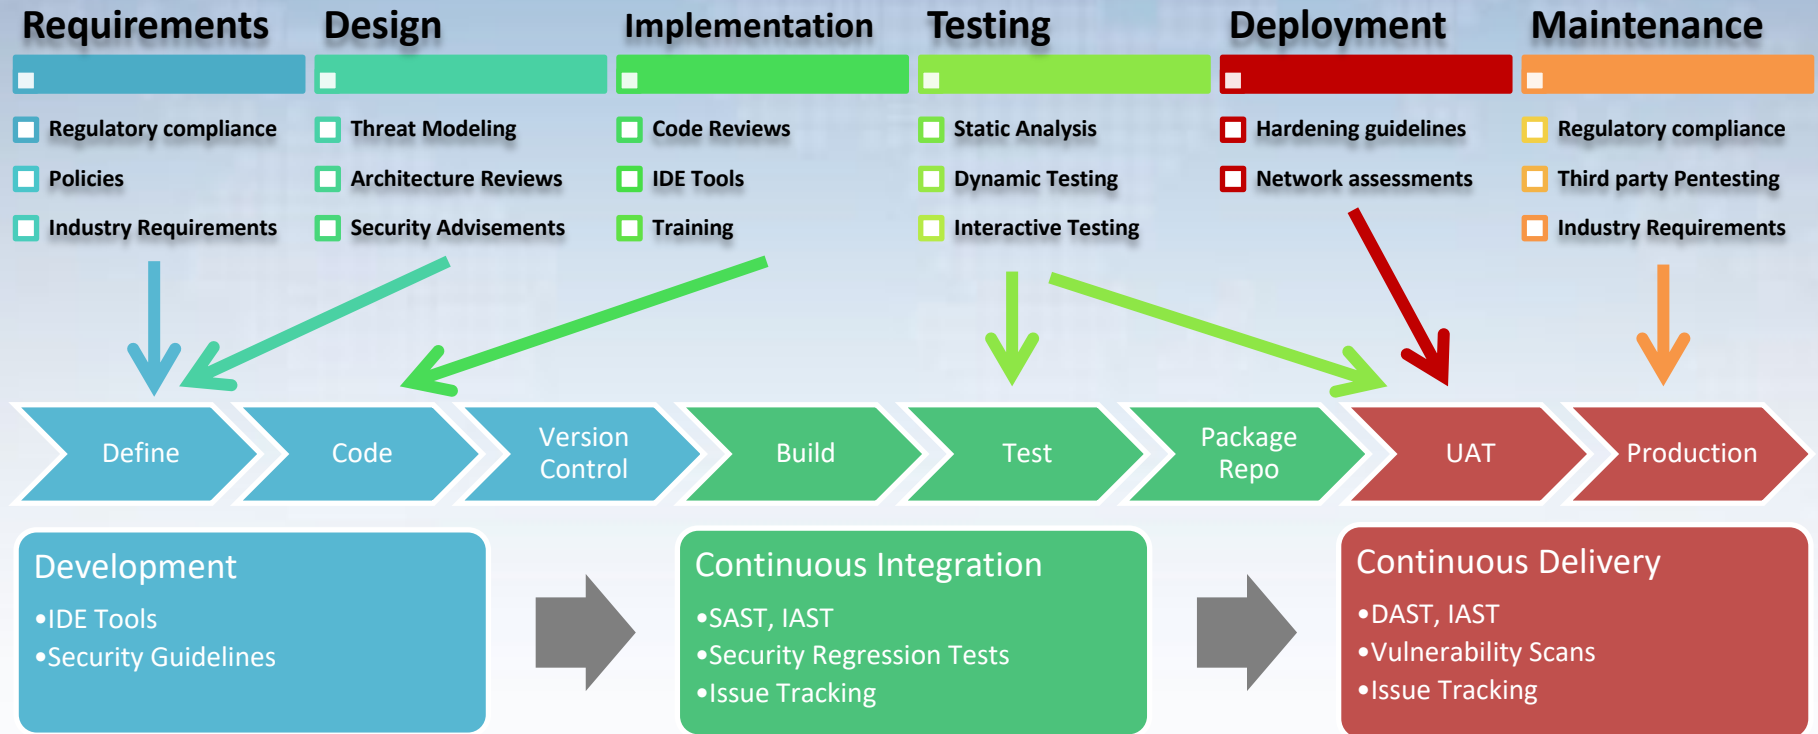 Requirements
Design
Implementation
Testing
Deployment
Maintenance
Regulatory compliance
Policies
Industry Requirements
Threat Modeling
Architecture Reviews
Security Advisements
Code Reviews
IDE Tools
Training
Static Analysis
Dynamic Testing
Interactive Testing
Hardening guidelines
Network assessments
Regulatory compliance
Third party Pentesting
Industry Requirements
Define
Code
Version
Control
Build
Test
Package
Repo
UAT
Production
Development
•IDE Tools
•Security Guidelines
Continuous Integration
•SAST, IAST
•Security Regression Tests
•Issue Tracking
Continuous Delivery
•DAST, IAST
•Vulnerability Scans
•Issue Tracking